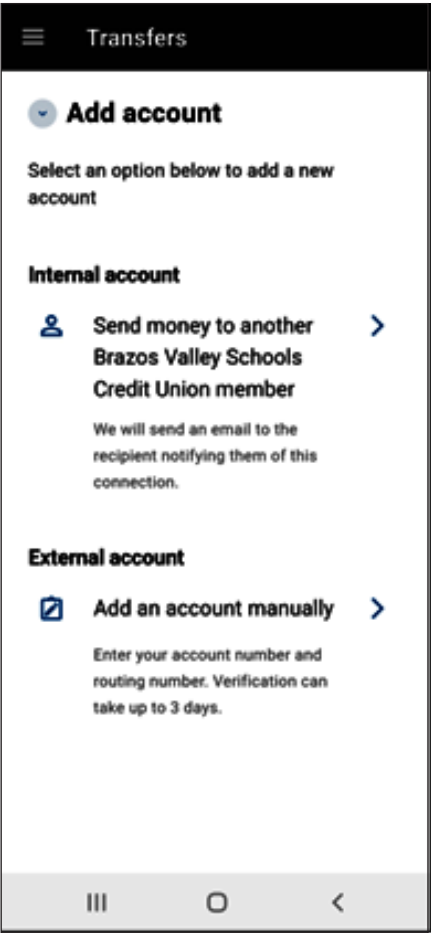 Transfers
Add account
Select an option below to add a new
account
Internal account
Send money to another
Brazos Valley Schools
Credit Union member
We will send an email to the
recipient notifying them of this
connection.
External account
Add an account manually
Enter your account number and
routing number. Verification can
take up to 3 days.